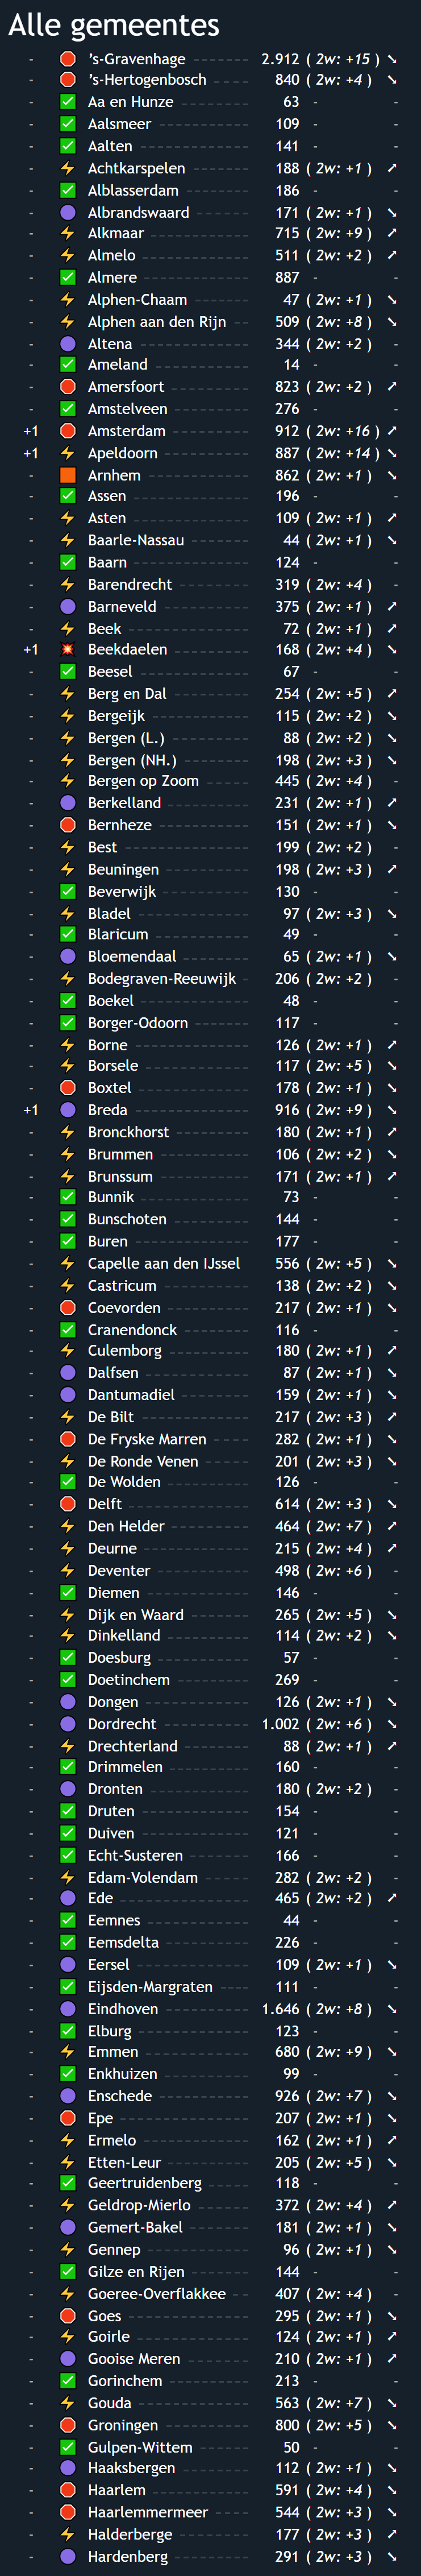 Alle gemeentes
- 's-Gravenhage 2.912 ( 2w: +15 )
- 's-Hertogenbosch 840 ( 2w: +4 )
- Aa en Hunze 63 - -
- Aalsmeer 109 - -
- Aalten 141 - -
- Achtkarspelen 188 ( 2w: +1 )
- Alblasserdam 186 - -
- Albrandswaard 171 ( 2w: +1 )
- Alkmaar 715 ( 2w: +9 )
- Almelo 511 ( 2w: +2 )
- Almere 887 - -
- Alphen-Chaam 47 ( 2w: +1 )
- Alphen aan den Rijn 509 ( 2w: +8 )
- Altena 344 ( 2w: +2 ) -
- Ameland 14 - -
- Amersfoort 823 ( 2w: +2 )
- Amstelveen 276 - -
+1 Amsterdam 912 ( 2w: +16 )
+1 Apeldoorn 887 ( 2w: +14 )
- Arnhem 862 ( 2w: +1 )
- Assen 196 - -
- Asten 109 ( 2w: +1 )
- Baarle-Nassau 44 ( 2w: +1 )
- Baarn 124 - -
- Barendrecht 319 ( 2w: +4 ) -
- Barneveld 375 ( 2w: +1 )
- Beek 72 ( 2w: +1 )
+1 Beekdaelen 168 ( 2w: +4 )
- Beesel 67 - -
- Berg en Dal 254 ( 2w: +5 )
- Bergeijk 115 ( 2w: +2 )
- Bergen (L.) 88 ( 2w: +2 )
- Bergen (NH.) 198 ( 2w: +3 )
- Bergen op Zoom 445 ( 2w: +4 ) -
- Berkelland 231 ( 2w: +1 )
- Bernheze 151 ( 2w: +1 )
- Best 199 ( 2w: +2 ) -
- Beuningen 198 ( 2w: +3 )
- Beverwijk 130 - -
- Bladel 97 ( 2w: +3 )
- Blaricum 49 - -
- Bloemendaal 65 ( 2w: +1 )
- Bodegraven-Reeuwijk 206 ( 2w: +2 ) -
- Boekel 48 - -
- Borger-Odoorn 117 - -
- Borne 126 ( 2w: +1 )
- Borsele 117 ( 2w: +5 )
- Boxtel 178 ( 2w: +1 )
+1 Breda 916 ( 2w: +9 )
- Bronckhorst 180 ( 2w: +1 )
- Brummen 106 ( 2w: +2 )
- Brunssum 171 ( 2w: +1 )
- Bunnik 73 - -
- Bunschoten 144 - -
- Buren 177 - -
- Capelle aan den IJssel 556 ( 2w: +5 )
- Castricum 138 ( 2w: +2 )
- Coevorden 217 ( 2w: +1 )
- Cranendonck 116 - -
- Culemborg 180 ( 2w: +1 )
- Dalfsen 87 ( 2w: +1 )
- Dantumadiel 159 ( 2w: +1 )
- De Bilt 217 ( 2w: +3 )
- De Fryske Marren 282 ( 2w: +1 )
- De Ronde Venen 201 ( 2w: +3 )
- De Wolden 126 - -
- Delft 614 ( 2w: +3 )
- Den Helder 464 ( 2w: +7 )
- Deurne 215 ( 2w: +4 )
- Deventer 498 ( 2w: +6 ) -
- Diemen 146 - -
- Dijk en Waard 265 ( 2w: +5 )
- Dinkelland 114 ( 2w: +2 )
- Doesburg 57 - -
- Doetinchem 269 - -
- Dongen 126 ( 2w: +1 )
- Dordrecht 1.002 ( 2w: +6 )
- Drechterland 88 ( 2w: +1 )
- Drimmelen 160 - -
- Dronten 180 ( 2w: +2 ) -
- Druten 154 - -
- Duiven 121 - -
- Echt-Susteren 166 - -
- Edam-Volendam 282 ( 2w: +2 ) -
- Ede 465 ( 2w: +2 )
- Eemnes 44 - -
- Eemsdelta 226 - -
- Eersel 109 ( 2w: +1 )
- Eijsden-Margraten 111 - -
- Eindhoven 1.646 ( 2w: +8 )
- Elburg 123 - -
- Emmen 680 ( 2w: +9 )
- Enkhuizen 99 - -
- Enschede 926 ( 2w: +7 )
- Epe 207 ( 2w: +1 )
- Ermelo 162 ( 2w: +1 )
- Etten-Leur 205 ( 2w: +5 )
- Geertruidenberg 118 - -
- Geldrop-Mierlo 372 ( 2w: +4 )
- Gemert-Bakel 181 ( 2w: +1 )
- Gennep 96 ( 2w: +1 )
- Gilze en Rijen 144 - -
- Goeree-Overflakkee 407 ( 2w: +4 ) -
- Goes 295 ( 2w: +1 )
- Goirle 124 ( 2w: +1 )
- Gooise Meren 210 ( 2w: +1 )
- Gorinchem 213 - -
- Gouda 563 ( 2w: +7 )
- Groningen 800 ( 2w: +5 )
- Gulpen-Wittem 50 - -
- Haaksbergen 112 ( 2w: +1 )
- Haarlem 591 ( 2w: +4 )
- Haarlemmermeer 544 ( 2w: +3 )
- Halderberge 177 ( 2w: +3 )
- Hardenberg 291 ( 2w: +3 )